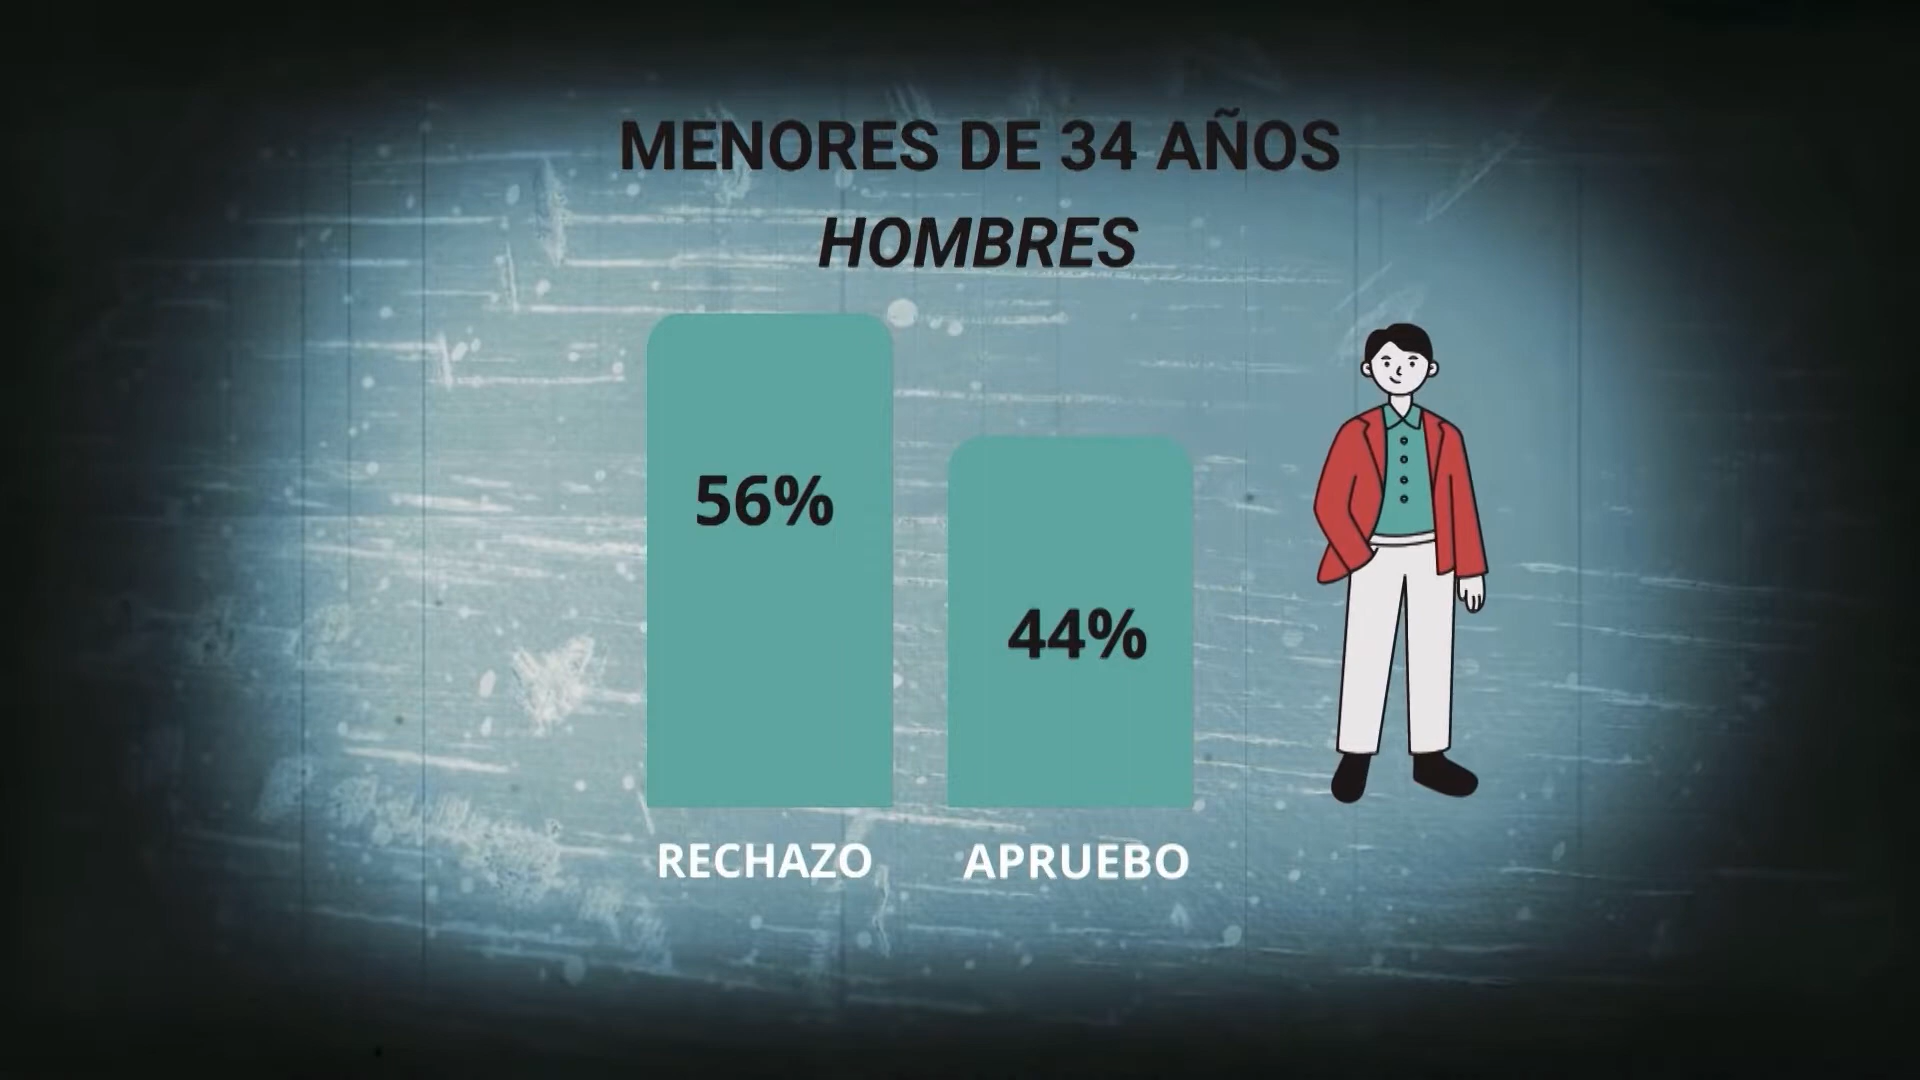 MENORES DE 34 AÑOS
HOMBRES
56%
44%
RECHAZO
APRUEBO